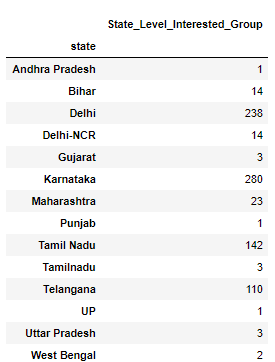 State_Level_Interested_Group
state
Andhra Pradesh 1
Bihar 14
Delhi 238
Delhi-NCR 14
Gujarat 3
Karnataka 280
Maharashtra 23
Punjab 1
Tamil Nadu 142
Tamilnadu 3
Telangana 110
UP 1
Uttar Pradesh 3
West Bengal 2